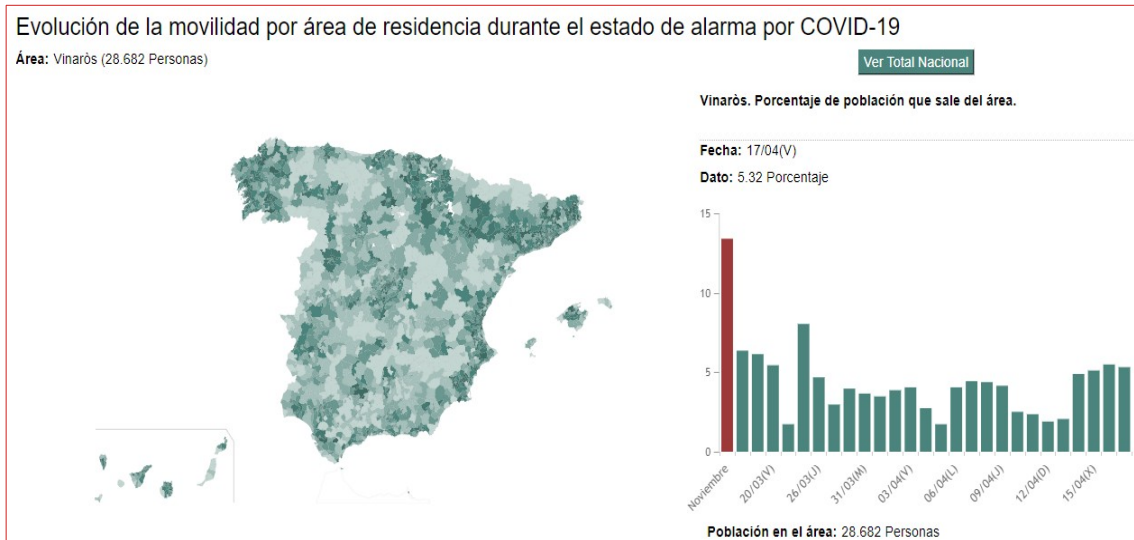 Evolución de la movilidad por área de residencia durante el estado de alarma por COVID-19
Área: Vinaròs (28.682 Personas)
Ver Total Nacional
Vinaròs. Porcentaje de población que sale del área.
Fecha: 17/04(V)
Dato: 5.32 Porcentaje
15
10
5
0
Noviembre
20/03(V)
26/03(J)
31/03(M)
03/04(V)
06/04(L)
09/04(J)
12/04(D)
15/04(X)
Población en el área: 28.682 Personas